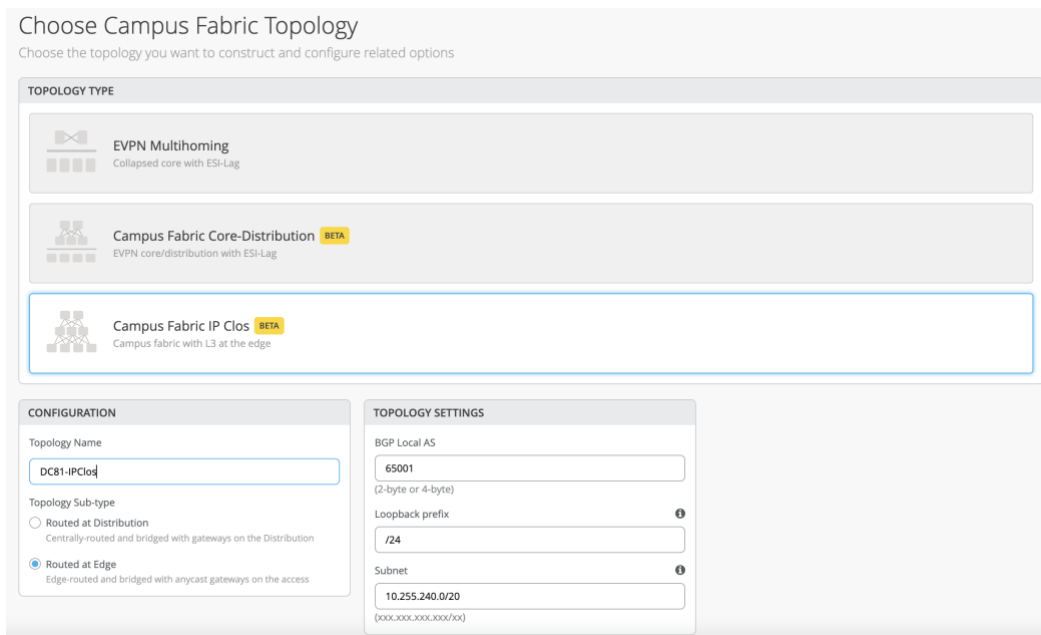 Choose Campus Fabric Topology
Choose the topology you want to construct and configure related options
TOPOLOGY TYPE
EVPN Multihoming
Collapsed core with ESI-Lag
Campus Fabric Core-Distribution BETA
EVPN core/distribution with ESI-Lag
Campus Fabric IP Clos BETA
Campus fabric with L3 at the edge
CONFIGURATION
Topology Name
DC81-IPClos
Topology Sub-type
Routed at Distribution
Centrally-routed and bridged with gateways on the Distribution
Routed at Edge
Edge-routed and bridged with anycast gateways on the access
TOPOLOGY SETTINGS
BGP Local AS
65001
(2-byte or 4-byte)
Loopback prefix
/24
Subnet
10.255.240.0/20
(xxx.xxx.xxx.xxx/xx)